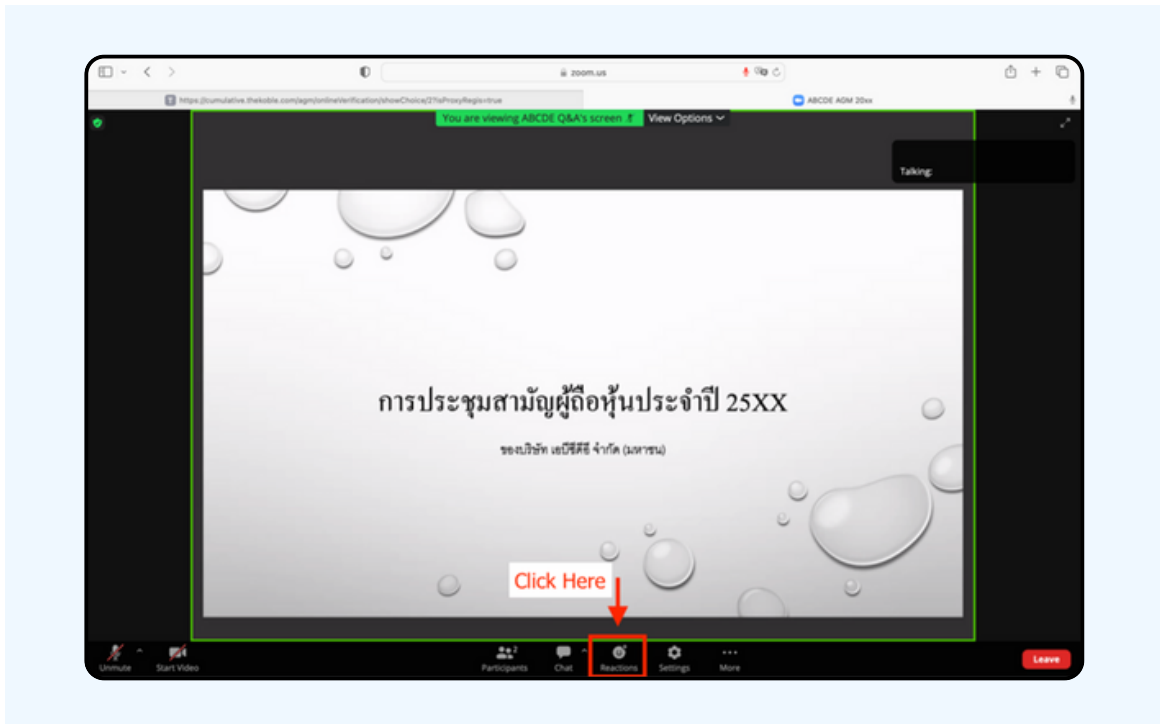 zoom.us
https://cumulative.thekoble.com/agm/onlineVerification/showChoice/2?isProxyRegis=true
ABCDE AGM 20xx
You are viewing ABCDE Q&A's screen
View Options
Talking:
การประชุมสามัญผู้ถือหุ้นประจำปี 25XX
ของบริษัท เอบีซีดีอี จำกัด (มหาชน)
Click Here
Unmute
Start Video
Participants
2
Chat
Reactions
Settings
More
Leave